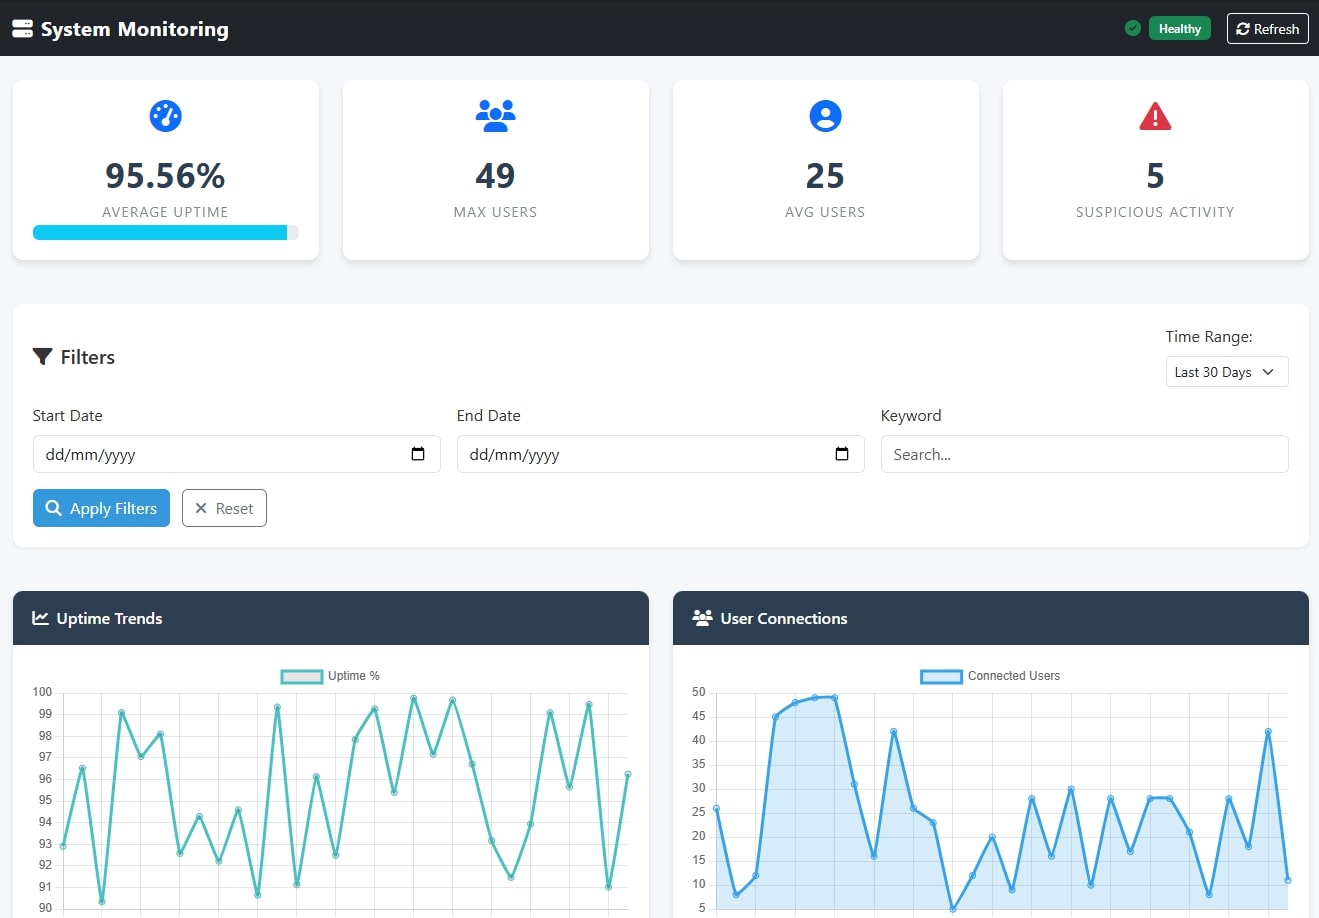 System Monitoring
Healthy
Refresh
95.56%
AVERAGE UPTIME
49
MAX USERS
25
AVG USERS
5
SUSPICIOUS ACTIVITY
Filters
Time Range:
Last 30 Days
Start Date
End Date
Keyword
dd/mm/yyyy
dd/mm/yyyy
Search...
Apply Filters
Reset
Uptime Trends
Uptime %
100
99
98
97
96
95
94
93
92
91
90
User Connections
Connected Users
50
45
40
35
30
25
20
15
10
5